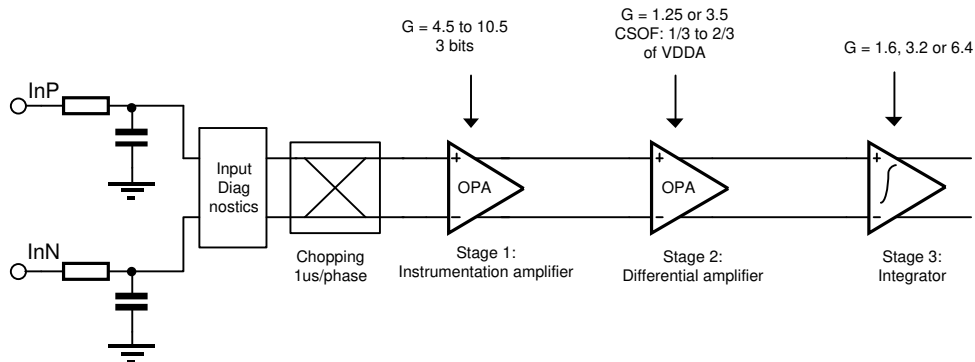 G = 4.5 to 10.5
3 bits
G = 1.25 or 3.5
CSOF: 1/3 to 2/3
of VDDA
G = 1.6, 3.2 or 6.4
InP
Input
Diag
nostics
+
OPA
−
+
OPA
−
+
−
InN
Chopping
1us/phase
Stage 1:
Instrumentation amplifier
Stage 2:
Differential amplifier
Stage 3:
Integrator